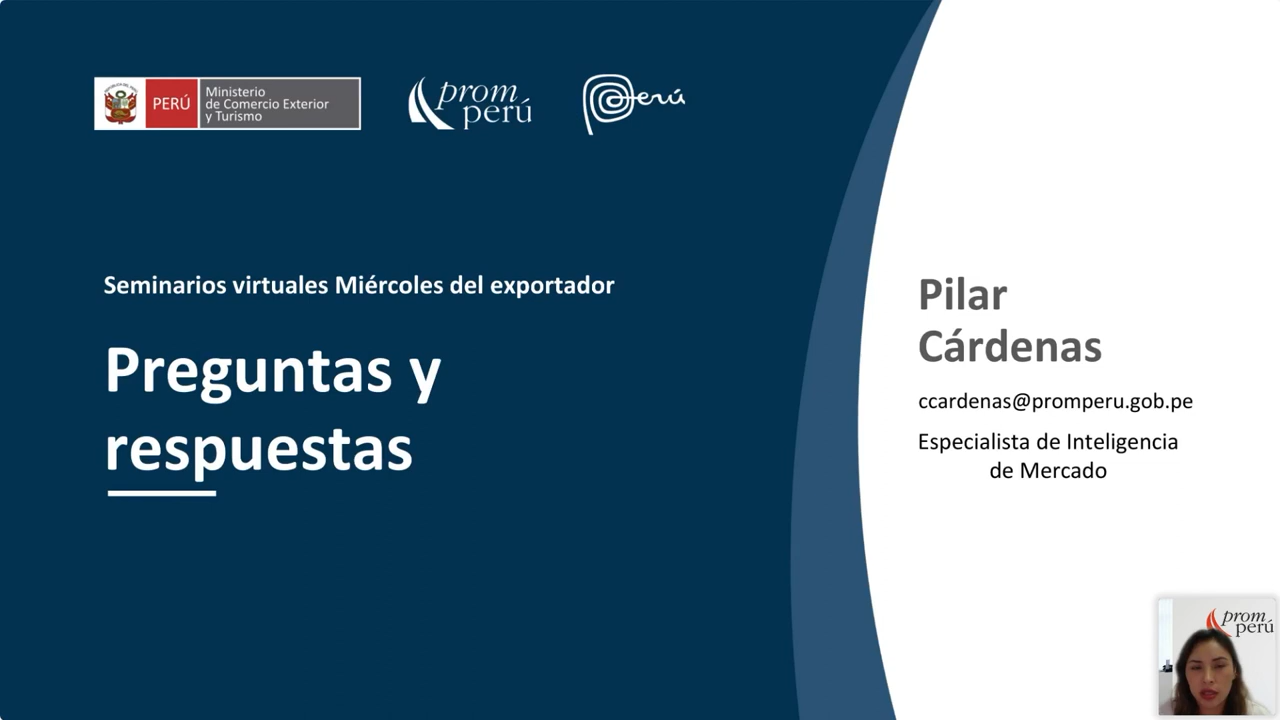 PERÚ
Ministerio
de Comercio Exterior
y Turismo
prom
perú
Perú
Seminarios virtuales Miércoles del exportador
Preguntas y
respuestas
Pilar
Cárdenas
ccardenas@promperu.gob.pe
Especialista de Inteligencia
de Mercado
prom
perú